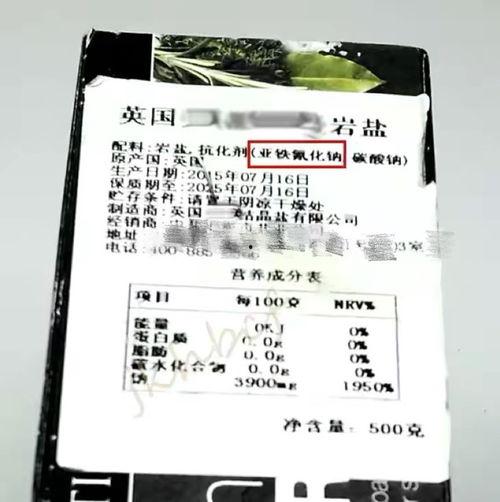 英国 岩盐
配料:岩盐,抗化剂(亚铁氰化钠 碳酸钠)
原产国:英国
生产日期:2015年07月16日
保质期至:2025年07月16日
贮存条件:请置于阴凉干燥处
制造商:英国 结晶盐有限公司
经销商:
地址 3室
电话:400-885
营养成分表
项目 每100克 NRV%
能量 0KJ 0%
蛋白质 0.0g 0%
脂肪 0.0g 0%
碳水化合物 0.0g 0%
钠 3900mg 1950%
净含量: 500克